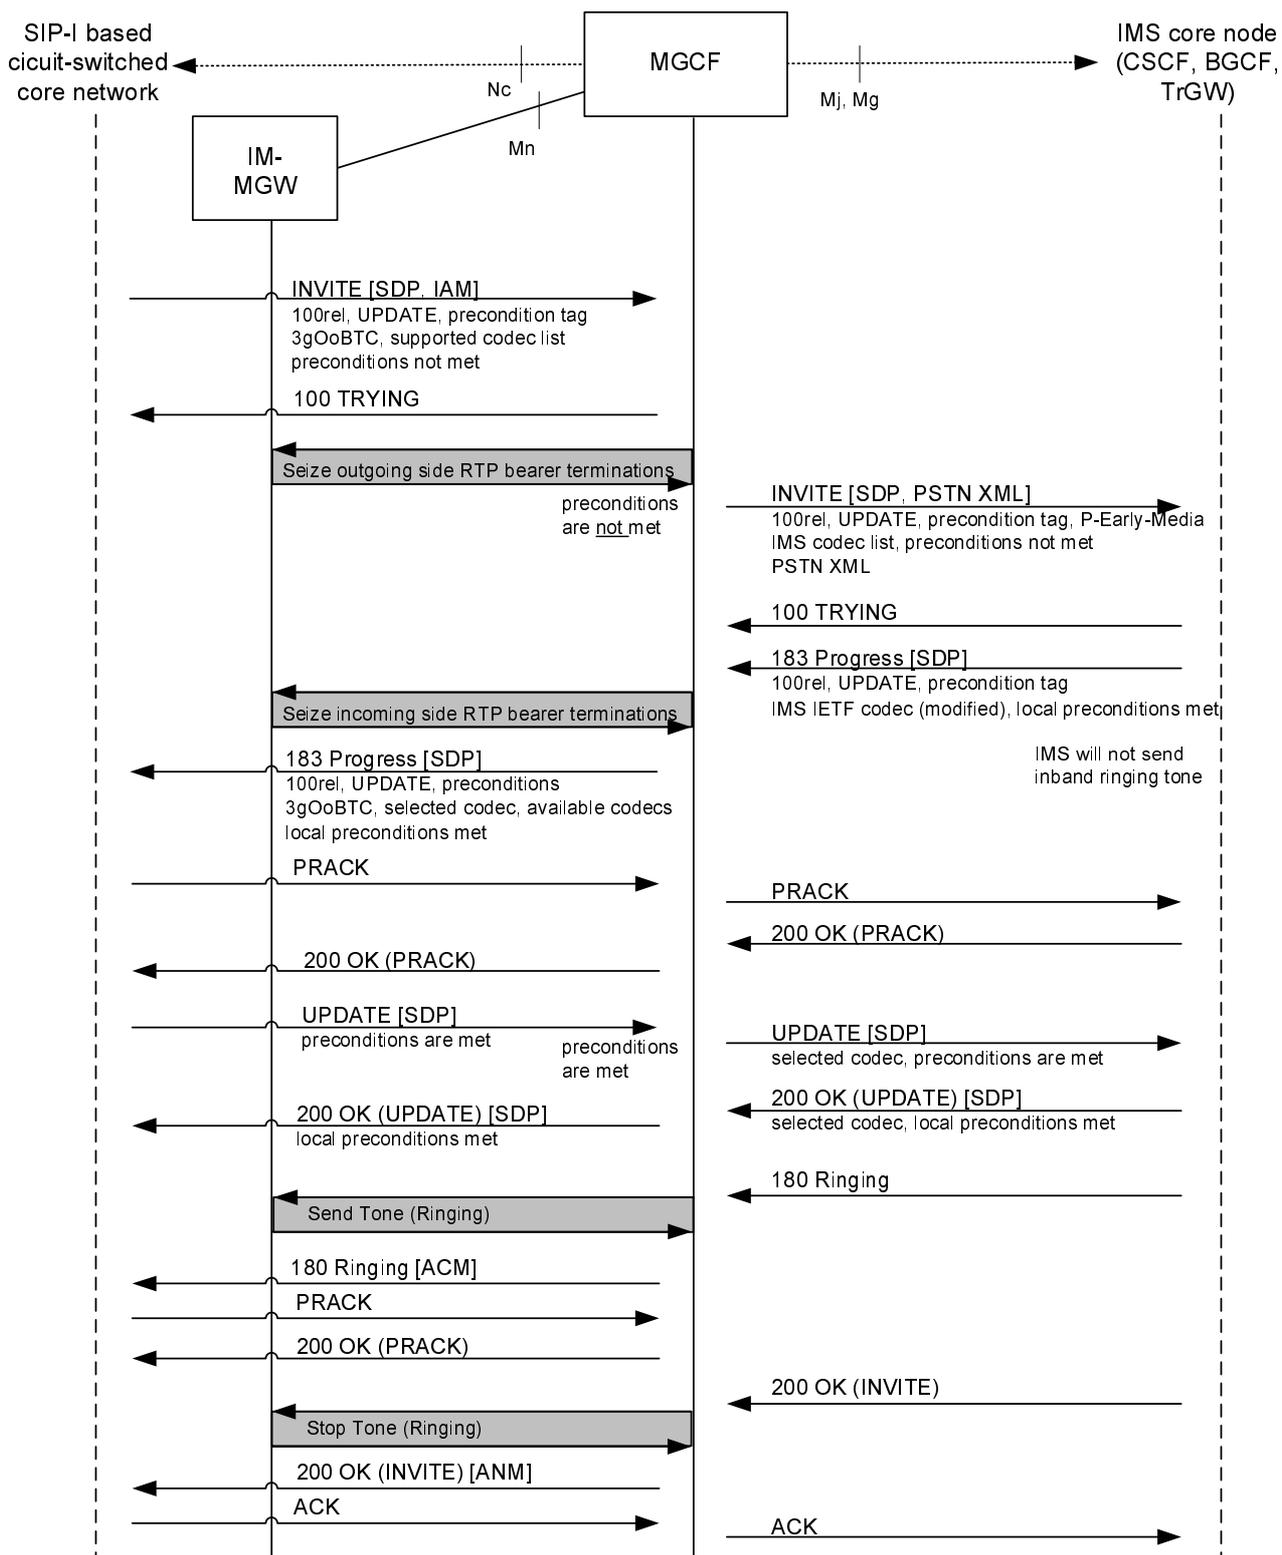 SIP-I based
cicuit-switched
core network
MGCF
IMS core node
(CSCF, BGCF,
TrGW)
Nc
Mj, Mg
Mn
IM-
MGW
INVITE [SDP, IAM]
100rel, UPDATE, precondition tag
3gOoBTC, supported codec list
preconditions not met
100 TRYING
Seize outgoing side RTP bearer terminations
preconditions
are not met
INVITE [SDP, PSTN XML]
100rel, UPDATE, precondition tag, P-Early-Media
IMS codec list, preconditions not met
PSTN XML
100 TRYING
183 Progress [SDP]
100rel, UPDATE, precondition tag
IMS IETF codec (modified), local preconditions met
Seize incoming side RTP bearer terminations
IMS will not send
inband ringing tone
183 Progress [SDP]
100rel, UPDATE, preconditions
3gOoBTC, selected codec, available codecs
local preconditions met
PRACK
PRACK
200 OK (PRACK)
200 OK (PRACK)
UPDATE [SDP]
preconditions are met
preconditions
are met
UPDATE [SDP]
selected codec, preconditions are met
200 OK (UPDATE) [SDP]
selected codec, local preconditions met
200 OK (UPDATE) [SDP]
local preconditions met
180 Ringing
Send Tone (Ringing)
180 Ringing [ACM]
PRACK
200 OK (PRACK)
200 OK (INVITE)
Stop Tone (Ringing)
200 OK (INVITE) [ANM]
ACK
ACK